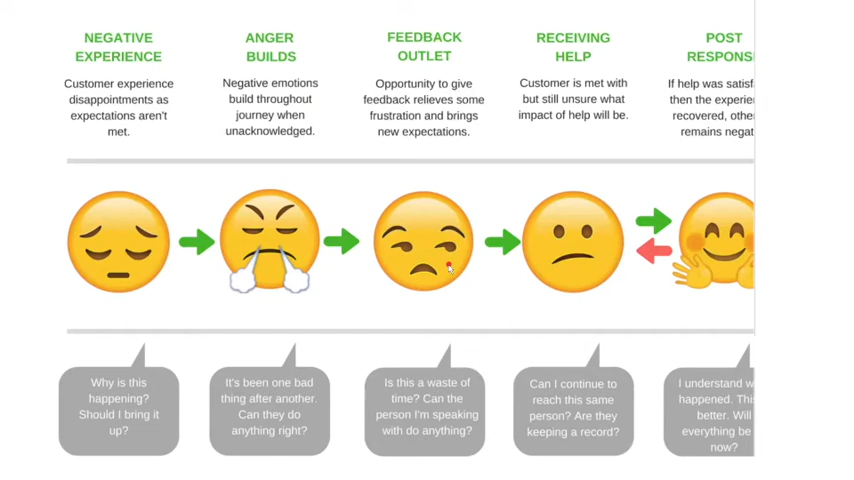 NEGATIVE
EXPERIENCE
Customer experience
disappointments as
expectations aren't
met.
ANGER
BUILDS
Negative emotions
build throughout
journey when
unacknowledged.
FEEDBACK
OUTLET
Opportunity to give
feedback relieves some
frustration and brings
new expectations.
RECEIVING
HELP
Customer is met with
but still unsure what
impact of help will be.
POST
If help was
then the
recovered,
remains
Why is this
happening?
Should I bring it
up?
It's been one bad
thing after another.
Can they do
anything right?
Is this a waste of
time? Can the
person I'm speaking
with do anything?
Can I continue to
reach this same
person? Are they
keeping a record?
I understand
happened.
better. Will
everything be
now?